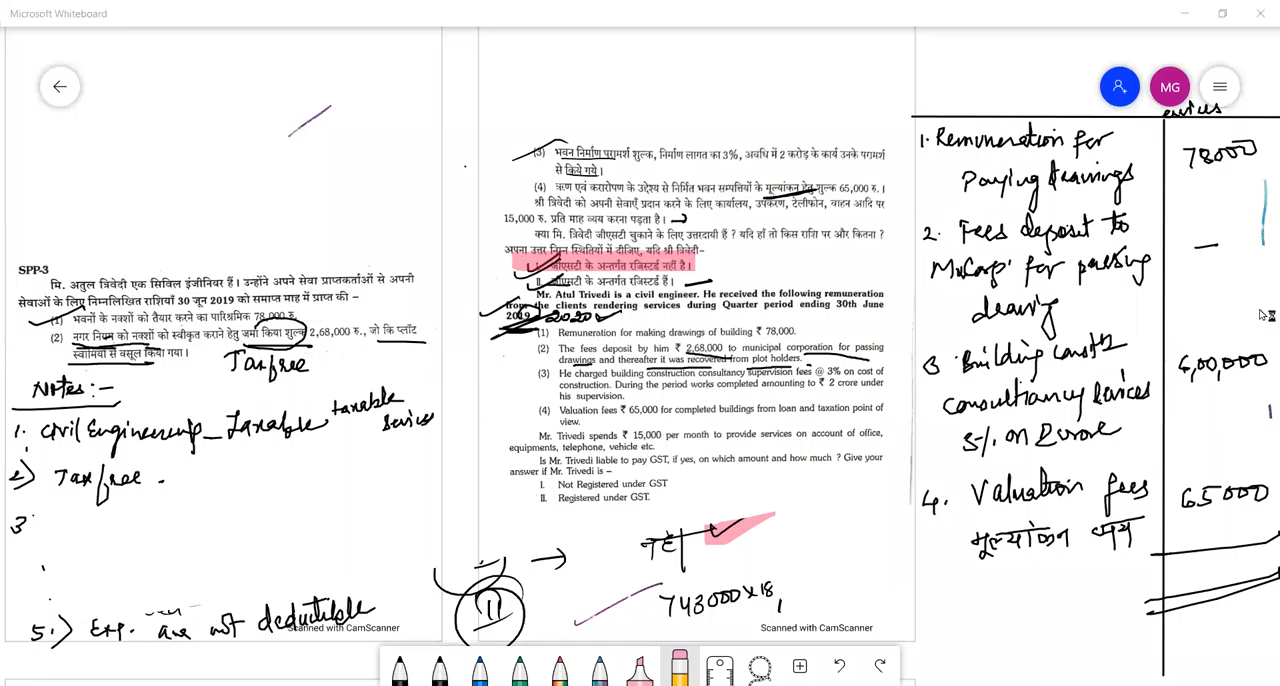 Microsoft Whiteboard
MG
SPP-3
मि. अतुल त्रिवेदी एक सिविल इंजीनियर हैं। उन्होंने अपने सेवा प्राप्तकर्ताओं से अपनी
सेवाओं के लिए निम्नलिखित राशियाँ 30 जून 2019 को समाप्त माह में प्राप्त की –
(1) भवनों के नक्शों को तैयार करने का पारिश्रमिक 78,000 रु.
(2) नगर निगम को नक्शों को स्वीकृत कराने हेतु जमा किया शुल्क 2,68,000 रु., जो कि प्लॉट
स्वामियों से वसूल किया गया।
Taxfree
Notes:-
1. Civil Engineership - Taxable taxable services
2) Tax free .
3
5.) Exp. are not deductible
Scanned with CamScanner
(3) भवन निर्माण परामर्श शुल्क, निर्माण लागत का 3%, अवधि में 2 करोड़ के कार्य उनके परामर्श
से किये गये।
(4) ऋण एवं करारोपण के उद्देश्य से निर्मित भवन सम्पत्तियों के मूल्यांकन हेतु शुल्क 65,000 रु.।
श्री त्रिवेदी को अपनी सेवाएँ प्रदान करने के लिए कार्यालय, उपकरण, टेलीफोन, वाहन आदि पर
15,000 रु. प्रति माह व्यय करना पड़ता है।
क्या मि. त्रिवेदी जीएसटी चुकाने के लिए उत्तरदायी हैं ? यदि हाँ तो किस राशि पर और कितना ?
अपना उत्तर निम्न स्थितियों में दीजिए, यदि श्री त्रिवेदी–
I. जीएसटी के अन्तर्गत रजिस्टर्ड नहीं है।
II. जीएसटी के अन्तर्गत रजिस्टर्ड हैं।
Mr. Atul Trivedi is a civil engineer. He received the following remuneration
from the clients rendering services during Quarter period ending 30th June
2019 2020
(1) Remuneration for making drawings of building ₹ 78,000.
(2) The fees deposit by him ₹ 2,68,000 to municipal corporation for passing
drawings and thereafter it was recovered from plot holders.
(3) He charged building construction consultancy supervision fees @ 3% on cost of
construction. During the period works completed amounting to ₹ 2 crore under
his supervision.
(4) Valuation fees ₹ 65,000 for completed buildings from loan and taxation point of
view.
Mr. Trivedi spends ₹ 15,000 per month to provide services on account of office,
equipments, telephone, vehicle etc.
Is Mr. Trivedi liable to pay GST, if yes, on which amount and how much ? Give your
answer if Mr. Trivedi is –
I. Not Registered under GST
II. Registered under GST.
नहीं
II
743000×18
Scanned with CamScanner
1. Remuneration for 78000
2. Fees deposit to —
MuCorp' for passing
3 Building 6,00,000
Consultancy Services
3% on 2 crore
4. Valuation fees 65000
मूल्यांकन